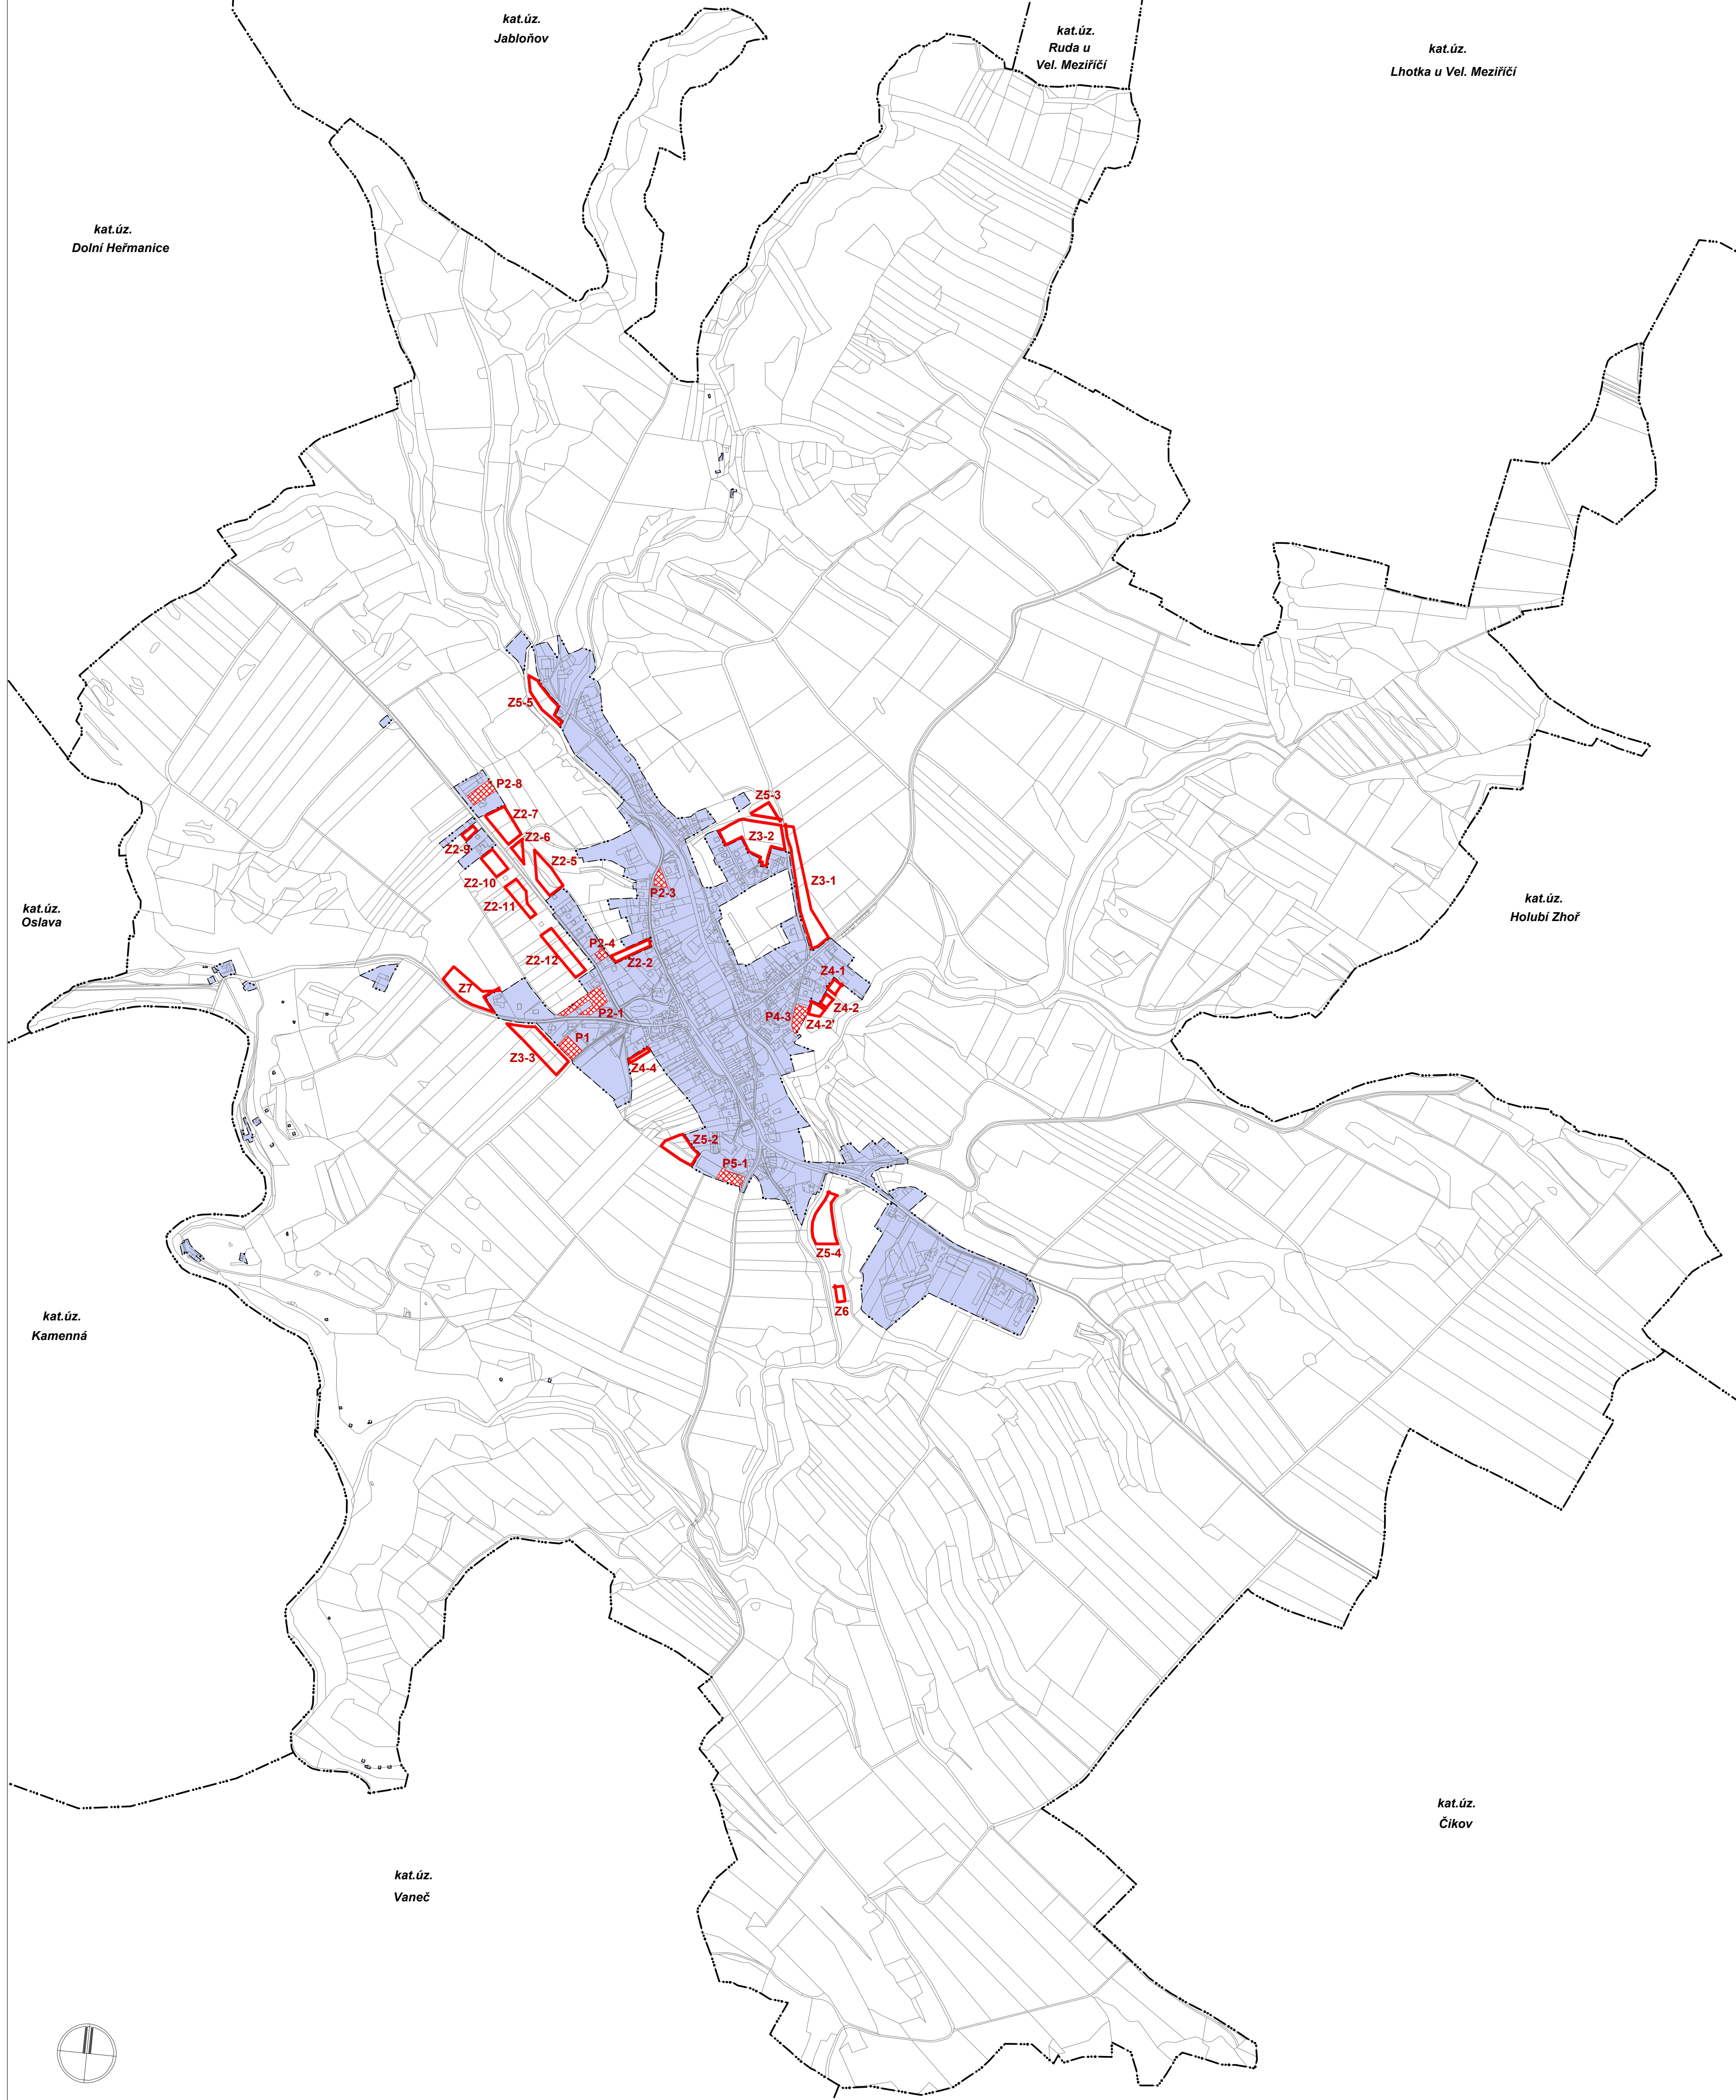 kat.úz.
Jabloňov
kat.úz.
Ruda u
Vel. Meziříčí
kat.úz.
Lhotka u Vel. Meziříčí
kat.úz.
Dolní Heřmanice
Z5-5
P2-8
Z5-3
Z2-7
Z3-2
Z2-6
Z2-9
Z2-5
Z2-10
Z3-1
P2-3
Z2-11
kat.úz.
Oslava
kat.úz.
Holubí Zhoř
P2-4
Z2-12
Z2-2
Z4-1
Z7
Z4-2
P2-1
P4-3
Z4-2'
P1
Z3-3
Z4-4
Z5-2
P5-1
Z5-4
Z6
kat.úz.
Kamenná
kat.úz.
Čikov
kat.úz.
Vaneč